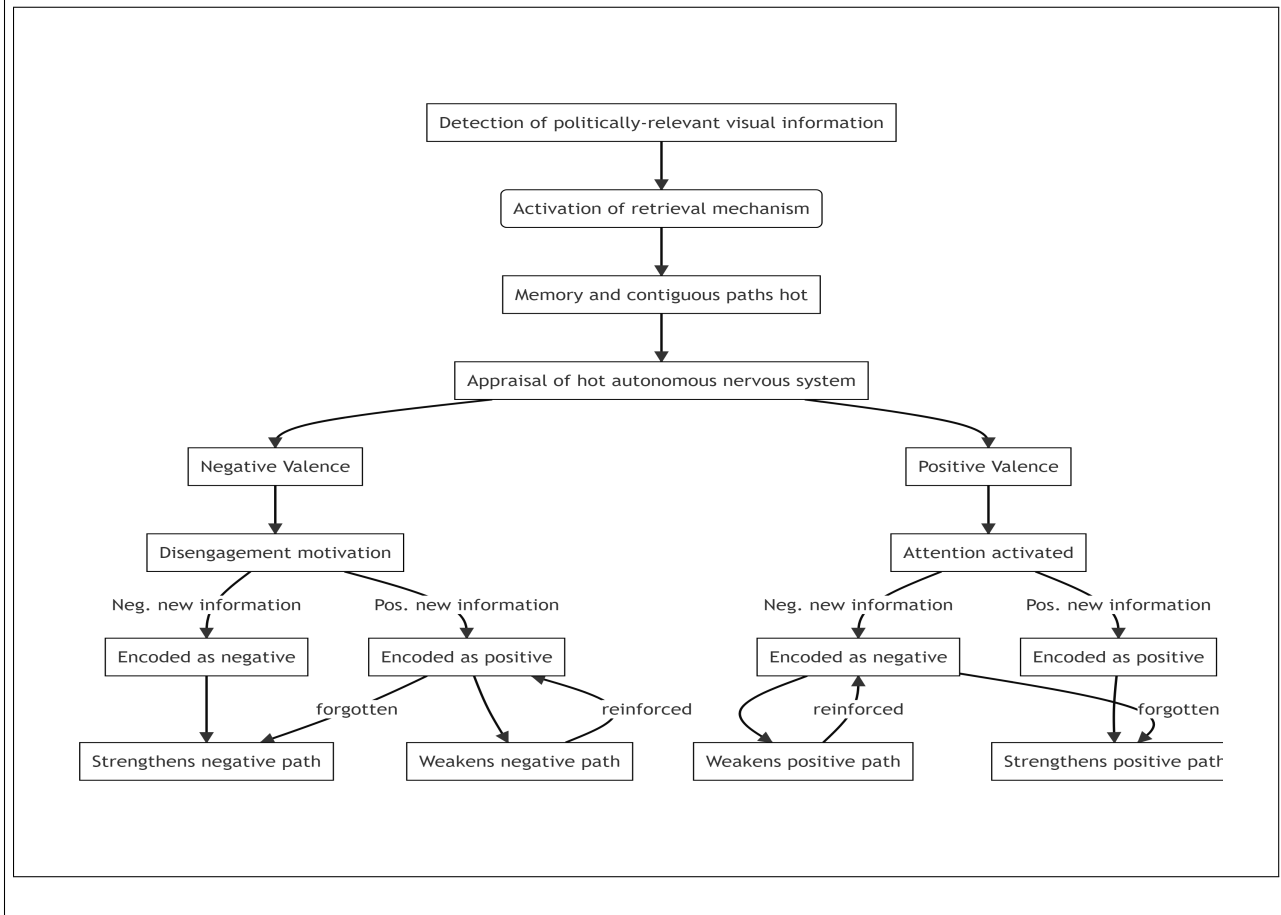 Detection of politically-relevant visual information
Activation of retrieval mechanism
Memory and contiguous paths hot
Appraisal of hot autonomous nervous system
Negative Valence
Positive Valence
Disengagement motivation
Attention activated
Neg. new information
Pos. new information
Neg. new information
Pos. new information
Encoded as negative
Encoded as positive
Encoded as negative
Encoded as positive
forgotten
reinforced
reinforced
forgotten
Strengthens negative path
Weakens negative path
Weakens positive path
Strengthens positive path